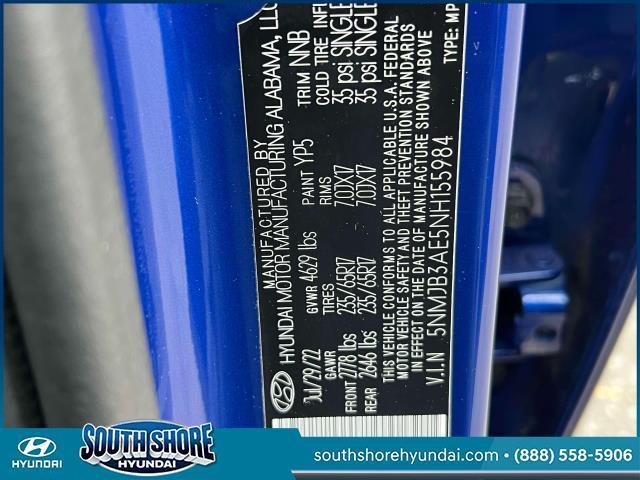 MANUFACTURED BY
HYUNDAI MOTOR MANUFACTURING ALABAMA, LLC
JUL/29/22 GVWR 4629 lbs PAINT YP5 TRIM NNB
GAWR TIRES RIMS COLD TIRE INFL
FRONT 2778 lbs 235/65R17 7.0JX17 35 psi SINGLE
REAR 2646 lbs 235/65R17 7.0JX17 35 psi SINGLE
THIS VEHICLE CONFORMS TO ALL APPLICABLE U.S.A. FEDERAL
MOTOR VEHICLE SAFETY AND THEFT PREVENTION STANDARDS
IN EFFECT ON THE DATE OF MANUFACTURE SHOWN ABOVE
V.I.N 5NMJB3AE5NH155984 TYPE: MP
HYUNDAI
SOUTH SHORE
HYUNDAI
southshorehyundai.com • (888) 558-5906